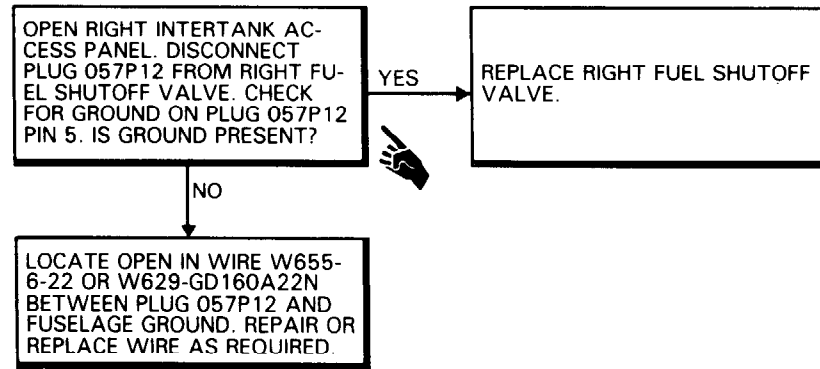 OPEN RIGHT INTERTANK AC-
CESS PANEL. DISCONNECT
PLUG 057P12 FROM RIGHT FU-
EL SHUTOFF VALVE. CHECK
FOR GROUND ON PLUG 057P12
PIN 5. IS GROUND PRESENT?
YES
REPLACE RIGHT FUEL SHUTOFF
VALVE.
NO
LOCATE OPEN IN WIRE W655-
6-22 OR W629-GD160A22N
BETWEEN PLUG 057P12 AND
FUSELAGE GROUND. REPAIR OR
REPLACE WIRE AS REQUIRED.